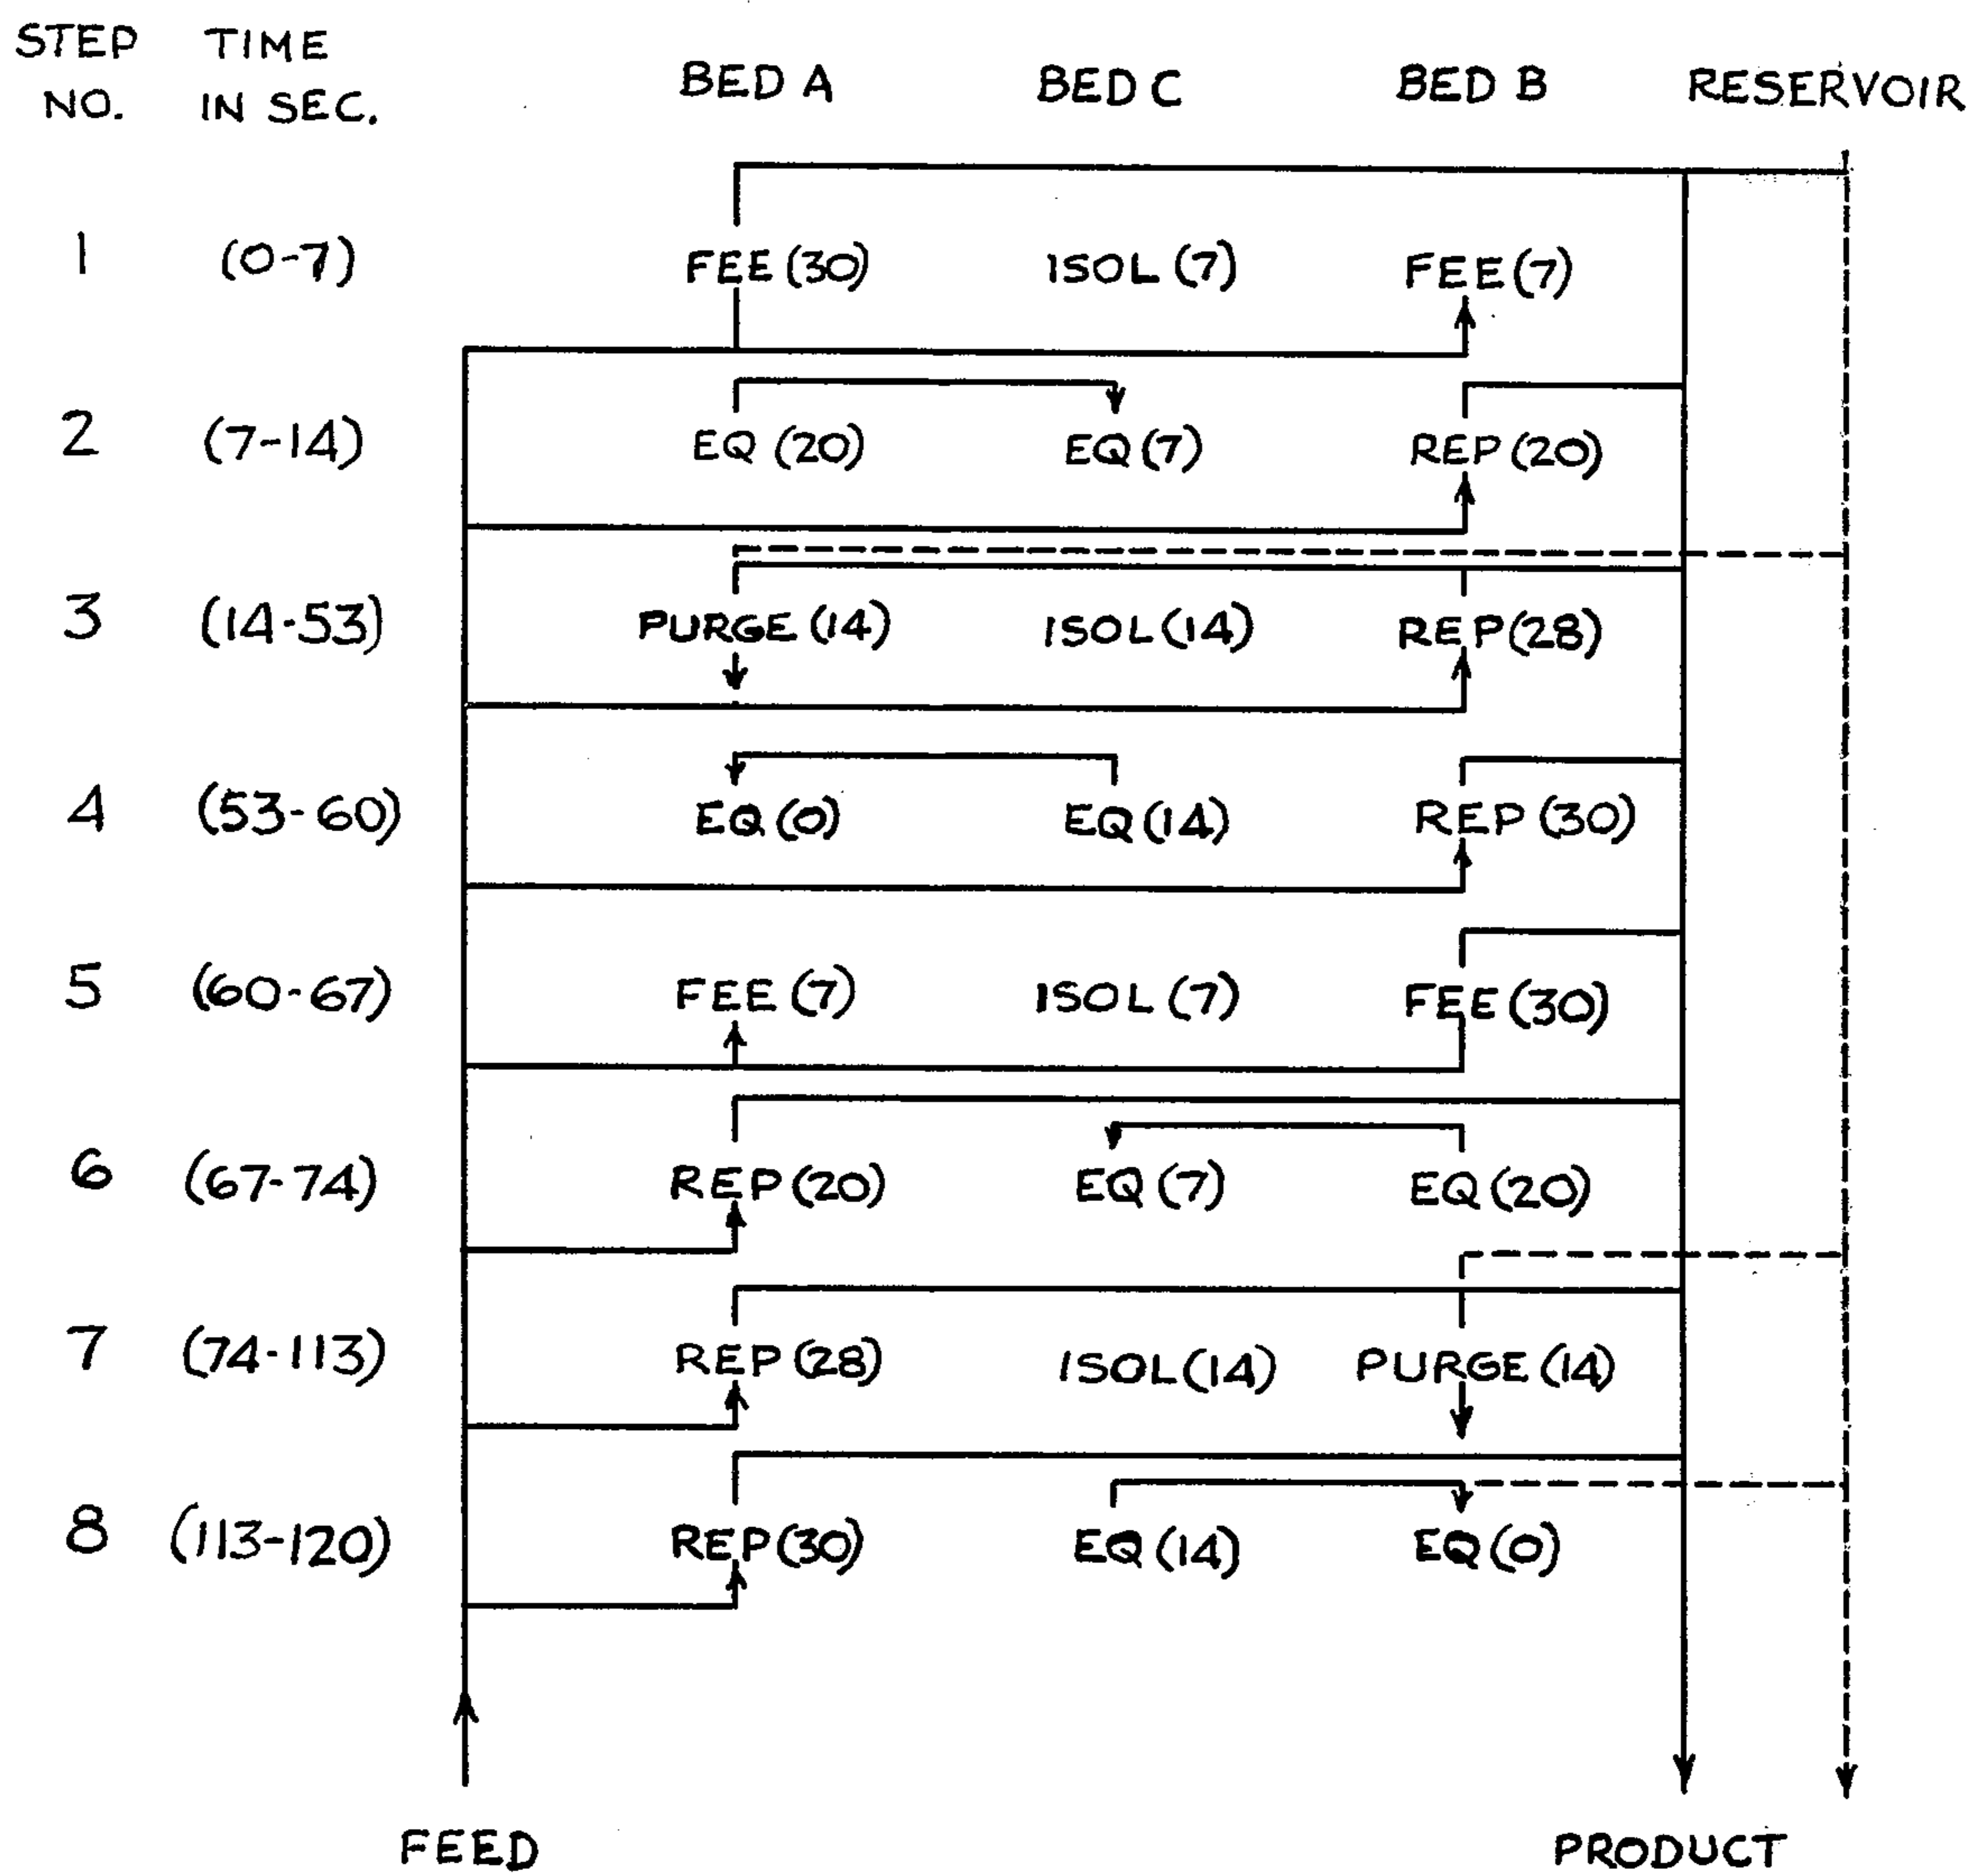 STEP NO.
TIME IN SEC.
BED A
BED C
BED B
RESERVOIR
1 (0-7) FEE (30) ISOL (7) FEE (7)
2 (7-14) EQ (20) EQ (7) REP (20)
3 (14-53) PURGE (14) ISOL (14) REP (28)
4 (53-60) EQ (0) EQ (14) REP (30)
5 (60-67) FEE (7) ISOL (7) FEE (30)
6 (67-74) REP (20) EQ (7) EQ (20)
7 (74-113) REP (28) ISOL (14) PURGE (14)
8 (113-120) REP (30) EQ (14) EQ (0)
FEED
PRODUCT